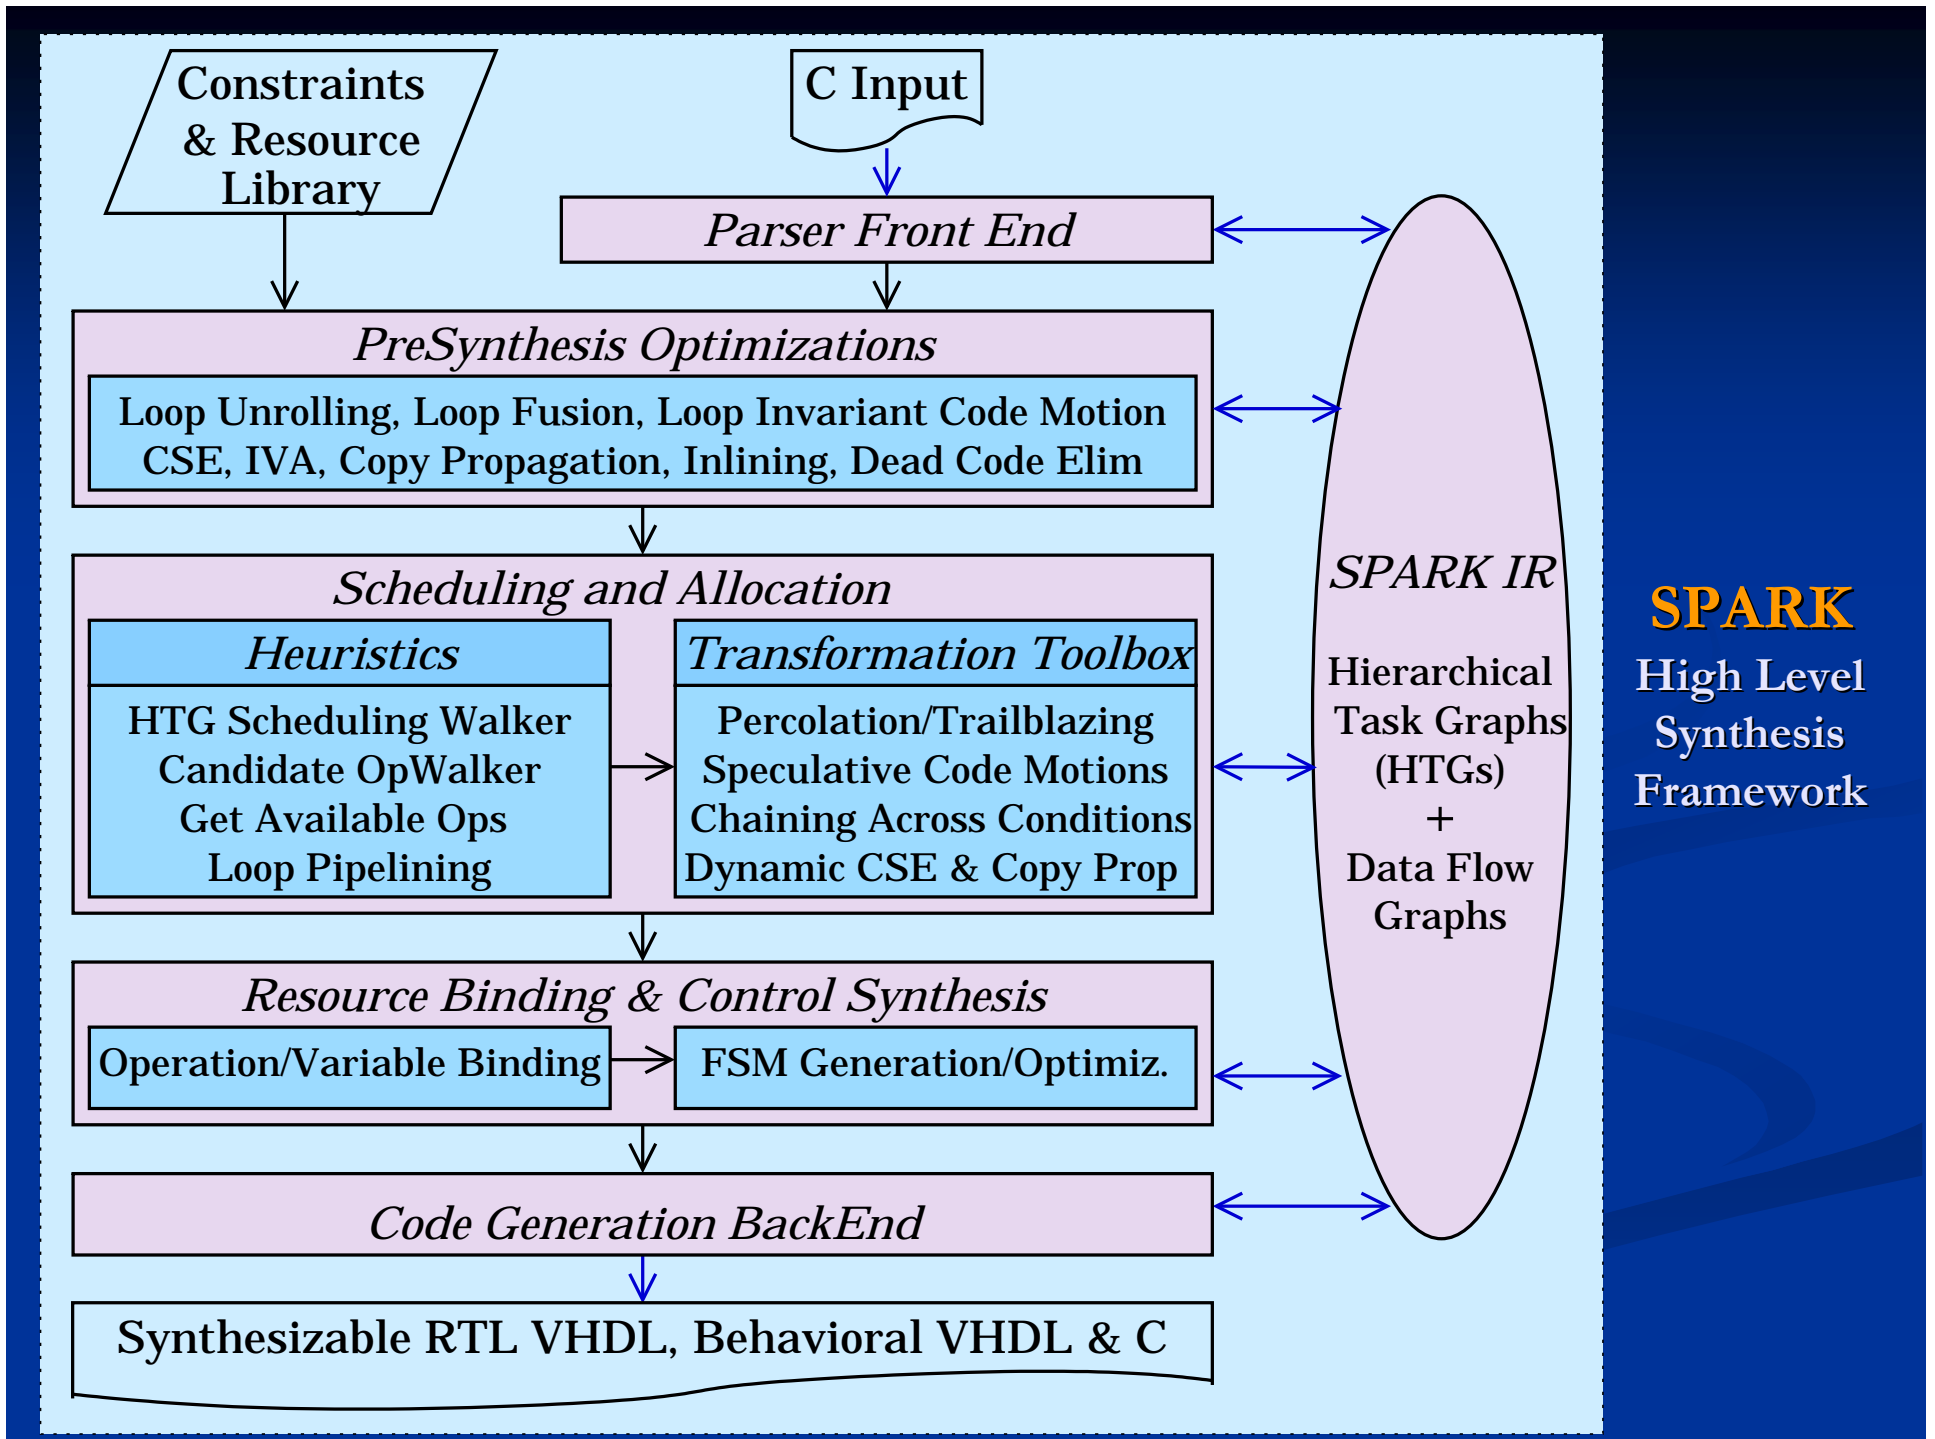 Constraints
& Resource
Library
C Input
Parser Front End
PreSynthesis Optimizations
Loop Unrolling, Loop Fusion, Loop Invariant Code Motion
CSE, IVA, Copy Propagation, Inlining, Dead Code Elim
Scheduling and Allocation
Heuristics
HTG Scheduling Walker
Candidate OpWalker
Get Available Ops
Loop Pipelining
Transformation Toolbox
Percolation/Trailblazing
Speculative Code Motions
Chaining Across Conditions
Dynamic CSE & Copy Prop
Resource Binding & Control Synthesis
Operation/Variable Binding
FSM Generation/Optimiz.
Code Generation BackEnd
Synthesizable RTL VHDL, Behavioral VHDL & C
SPARK IR
Hierarchical
Task Graphs
(HTGs)
+
Data Flow
Graphs
SPARK
High Level
Synthesis
Framework